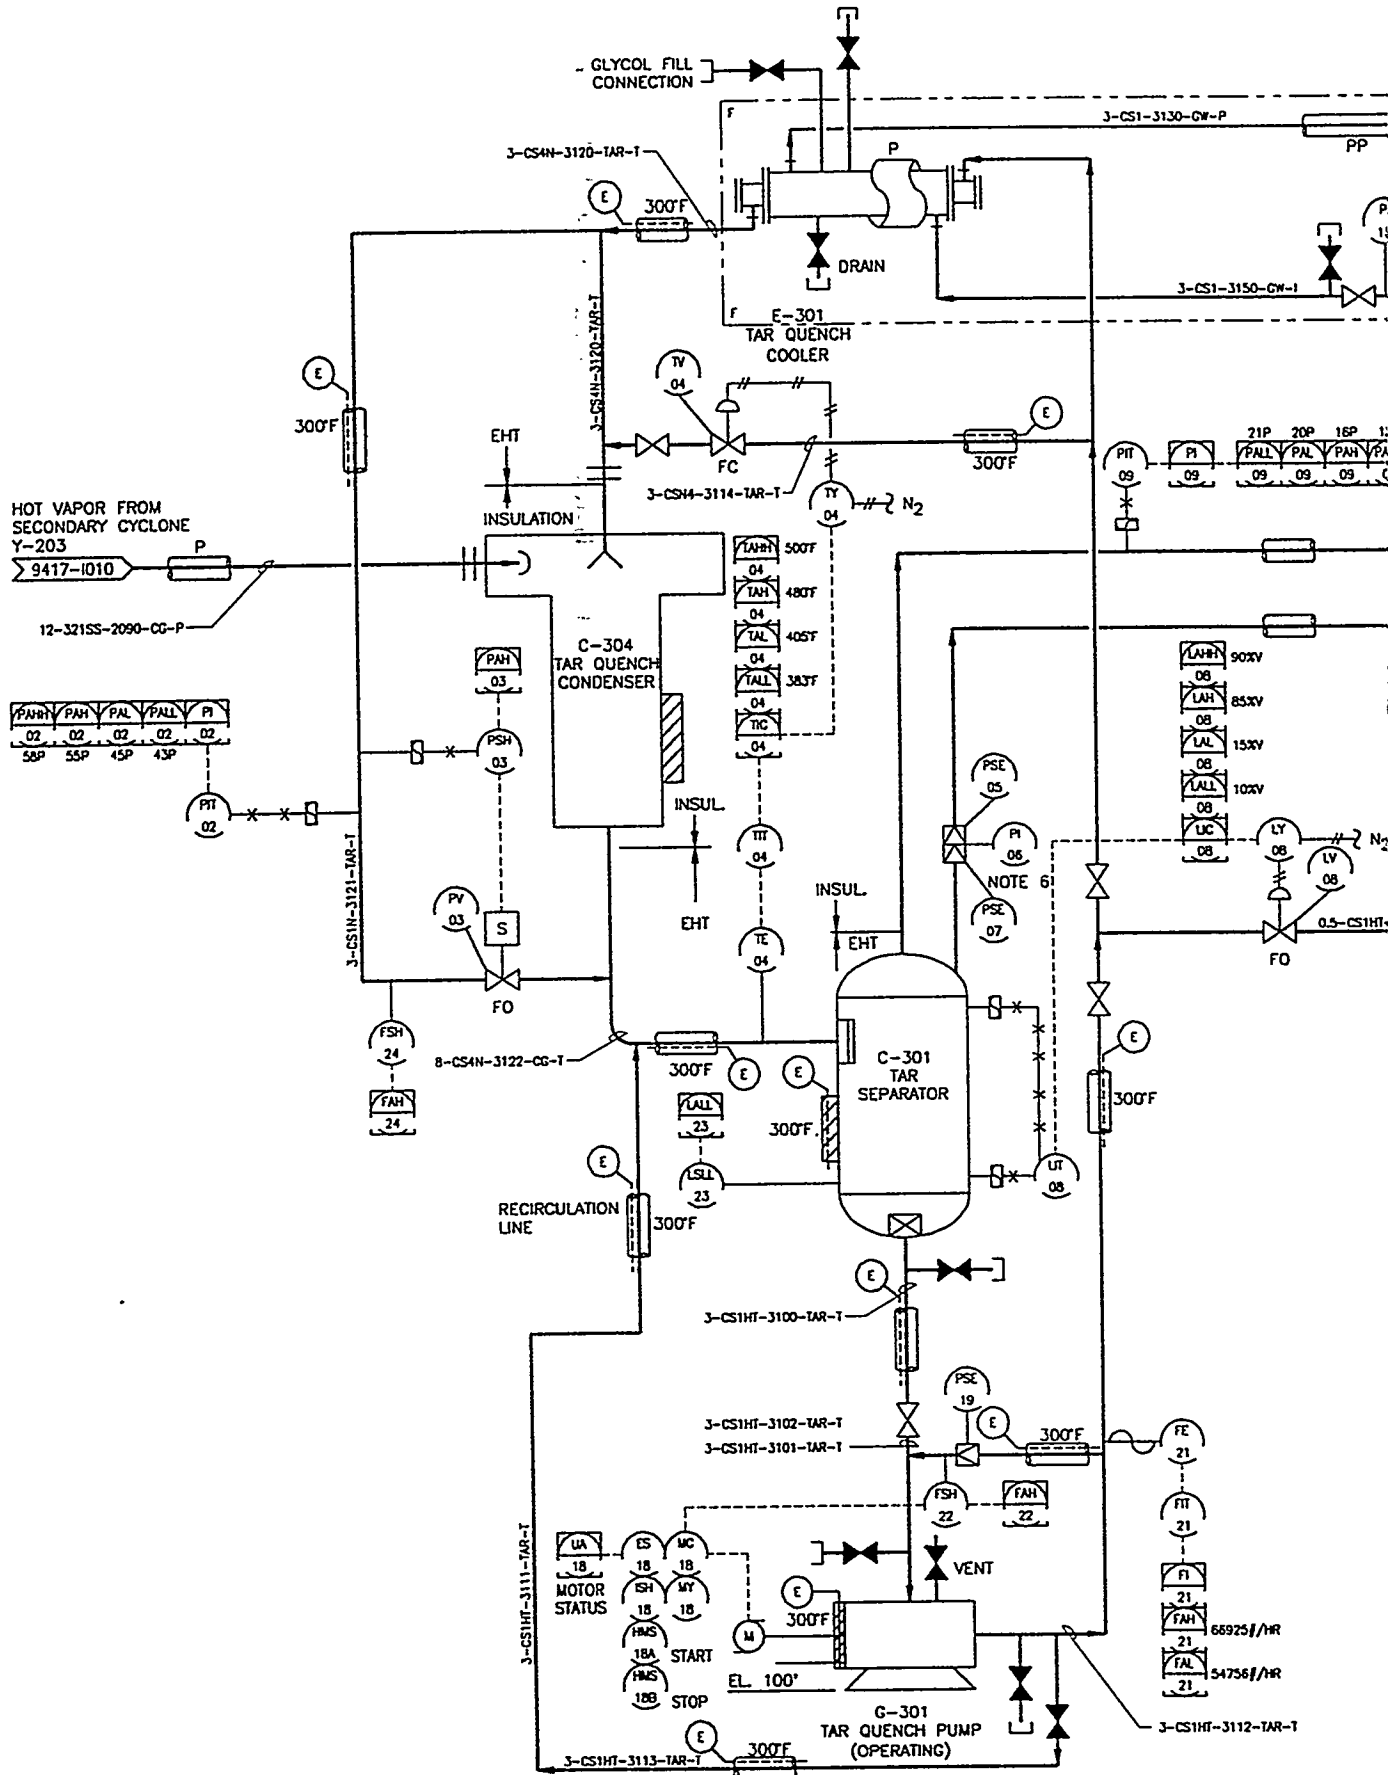 GLYCOL FILL
CONNECTION
F
3-CS1-3130-GW-P
PP
3-CS4N-3120-TAR-T
P
E
300°F
DRAIN
3-CS1-3150-GW-I
F
E-301
TAR QUENCH
COOLER
3-CS4N-3120-TAR-T
TV
04
E
300°F
EHT
INSULATION
FC
3-CSN4-3114-TAR-T
E
300°F
TY
04
N2
PIT
09
PI
09
21P
PALL
09
20P
PAL
09
16P
PAH
09
HOT VAPOR FROM
SECONDARY CYCLONE
Y-203
9417-1010
P
12-321SS-2090-CG-P
TAHH
04
500°F
TAH
04
480°F
TAL
04
405°F
TALL
04
383°F
TIC
04
C-304
TAR QUENCH
CONDENSER
PAH
03
PSH
03
PAHH
02
58P
PAH
02
55P
PAL
02
45P
PALL
02
43P
PI
02
PIT
02
LAHH
08
90%V
LAH
08
85%V
LAL
08
15%V
LALL
08
10%V
LIC
08
LY
08
N2
LV
08
FO
0.5-CS1HT-
PSE
05
PI
06
NOTE 6
PSE
07
INSUL.
EHT
TIT
04
TE
04
INSUL.
EHT
3-CS1N-3121-TAR-T
PV
03
S
FO
FSH
24
FAH
24
8-CS4N-3122-CG-T
300°F
E
C-301
TAR
SEPARATOR
E
300°F
LALL
23
LSLL
23
LIT
08
E
300°F
RECIRCULATION
LINE
E
300°F
E
3-CS1HT-3100-TAR-T
3-CS1HT-3102-TAR-T
3-CS1HT-3101-TAR-T
PSE
19
E
300°F
FE
21
FIT
21
FI
21
FAH
21
66925#/HR
FAL
21
54756#/HR
FSH
22
FAH
22
UA
18
MOTOR
STATUS
ES
18
MC
18
ISH
18
MY
18
HMS
18A
START
HMS
18B
STOP
M
E
300°F
VENT
EL. 100'
G-301
TAR QUENCH PUMP
(OPERATING)
3-CS1HT-3112-TAR-T
3-CS1HT-3111-TAR-T
3-CS1HT-3113-TAR-T
E
300°F